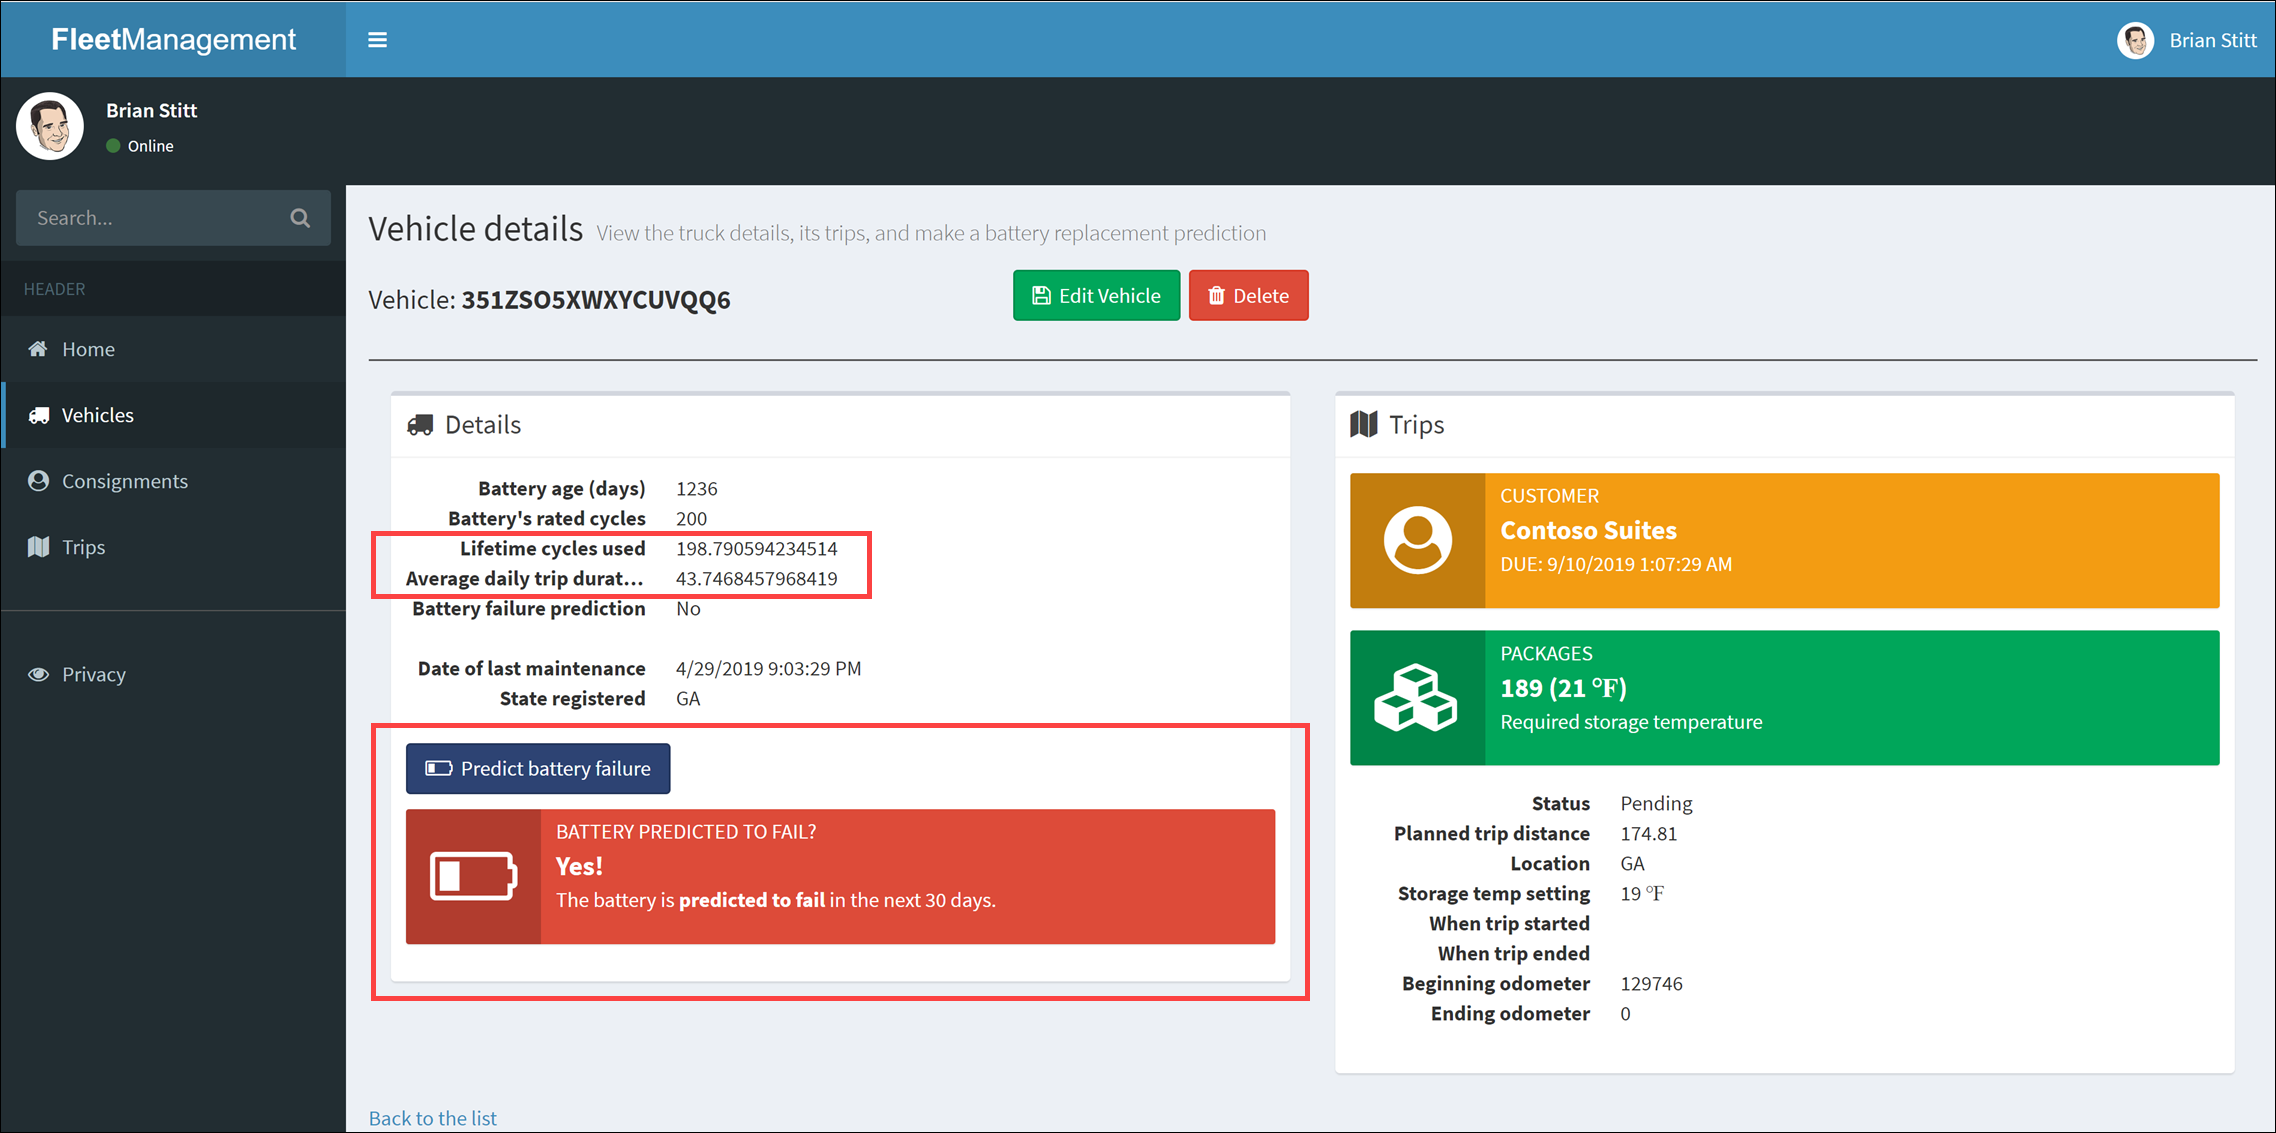 FleetManagement
Brian Stitt
Brian Stitt
Online
Search...
HEADER
Home
Vehicles
Consignments
Trips
Privacy
Vehicle details View the truck details, its trips, and make a battery replacement prediction
Vehicle: 351ZSO5XWXYCUVQQ6
Edit Vehicle
Delete
Details
Battery age (days) 1236
Battery's rated cycles 200
Lifetime cycles used 198.790594234514
Average daily trip durat... 43.7468457968419
Battery failure prediction No
Date of last maintenance 4/29/2019 9:03:29 PM
State registered GA
Predict battery failure
BATTERY PREDICTED TO FAIL?
Yes!
The battery is predicted to fail in the next 30 days.
Trips
CUSTOMER
Contoso Suites
DUE: 9/10/2019 1:07:29 AM
PACKAGES
189 (21 °F)
Required storage temperature
Status Pending
Planned trip distance 174.81
Location GA
Storage temp setting 19 °F
When trip started
When trip ended
Beginning odometer 129746
Ending odometer 0
Back to the list